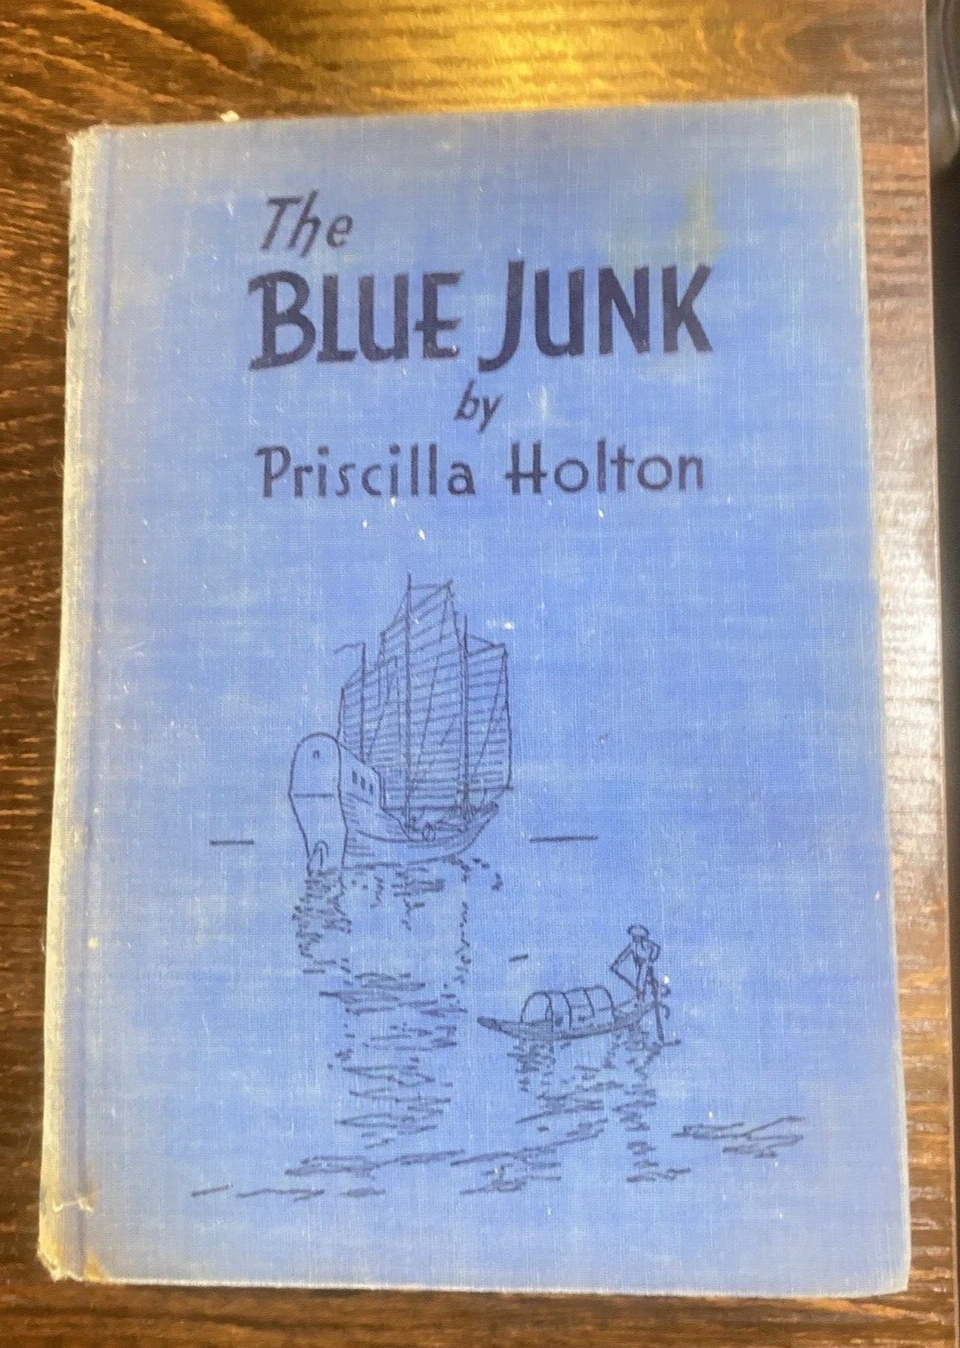 The
BLUE JUNK
by
Priscilla Holton